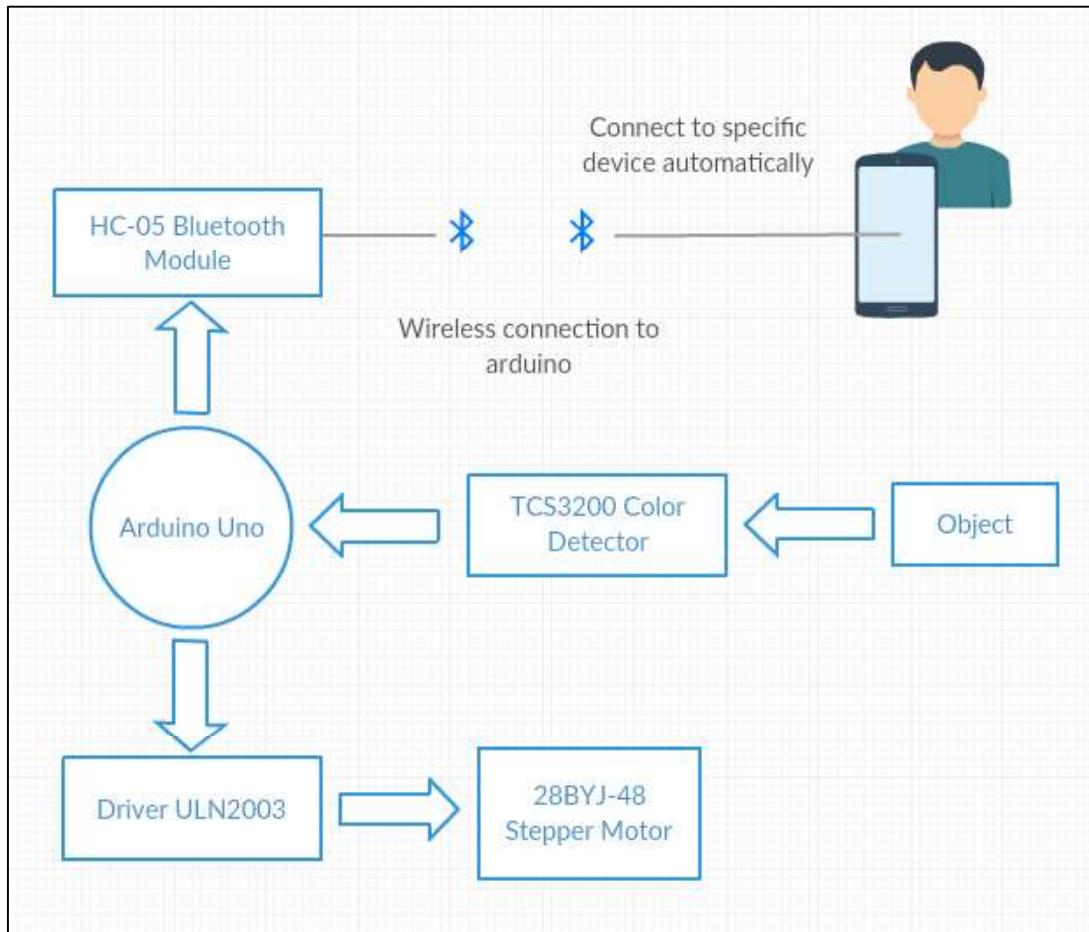 Connect to specific
device automatically
HC-05 Bluetooth
Module
Wireless connection to
arduino
Arduino Uno
TCS3200 Color
Detector
Object
Driver ULN2003
28BYJ-48
Stepper Motor